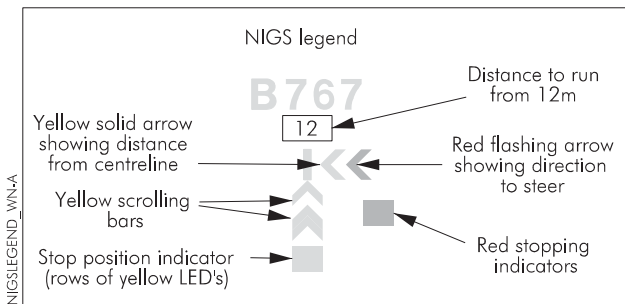 NIGS legend
B767
12
Distance to run
from 12m
Yellow solid arrow
showing distance
from centreline
Red flashing arrow
showing direction
to steer
Yellow scrolling
bars
Stop position indicator
(rows of yellow LED's)
Red stopping
indicators
NIGSLEGEND_WN-A